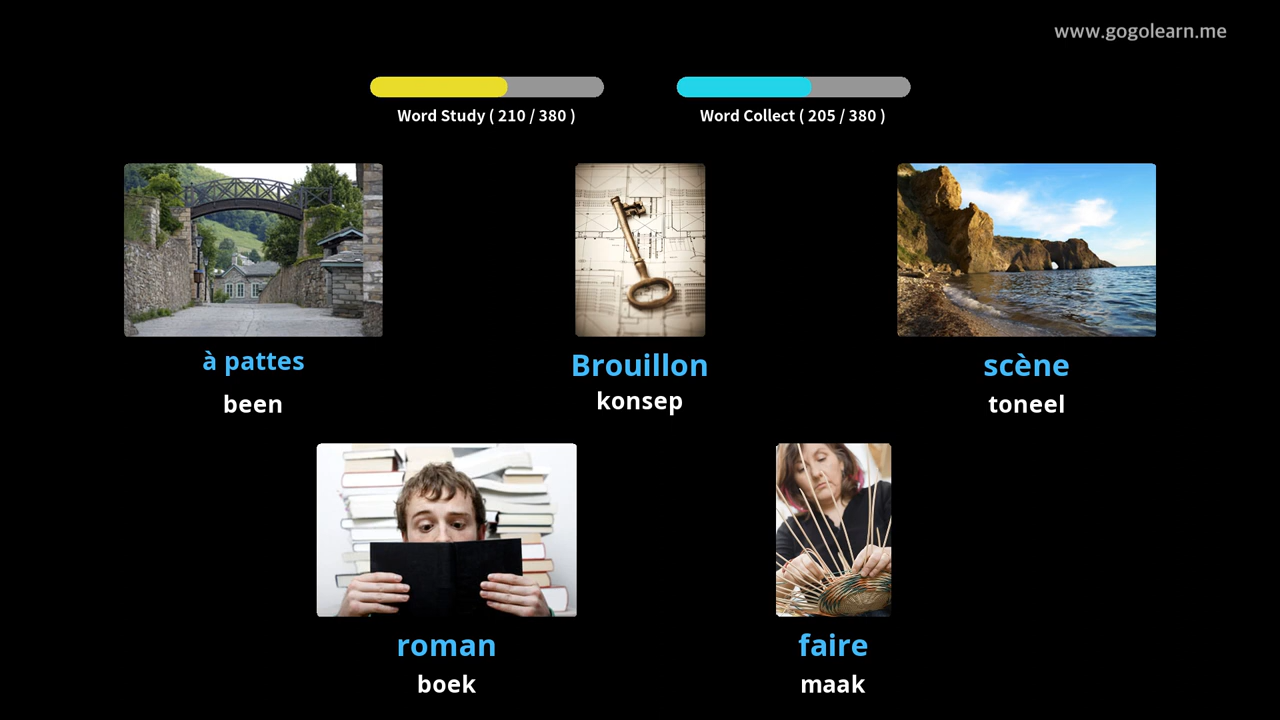 www.gogolearn.me
Word Study ( 210 / 380 )
Word Collect ( 205 / 380 )
à pattes
been
Brouillon
konsep
scène
toneel
roman
boek
faire
maak